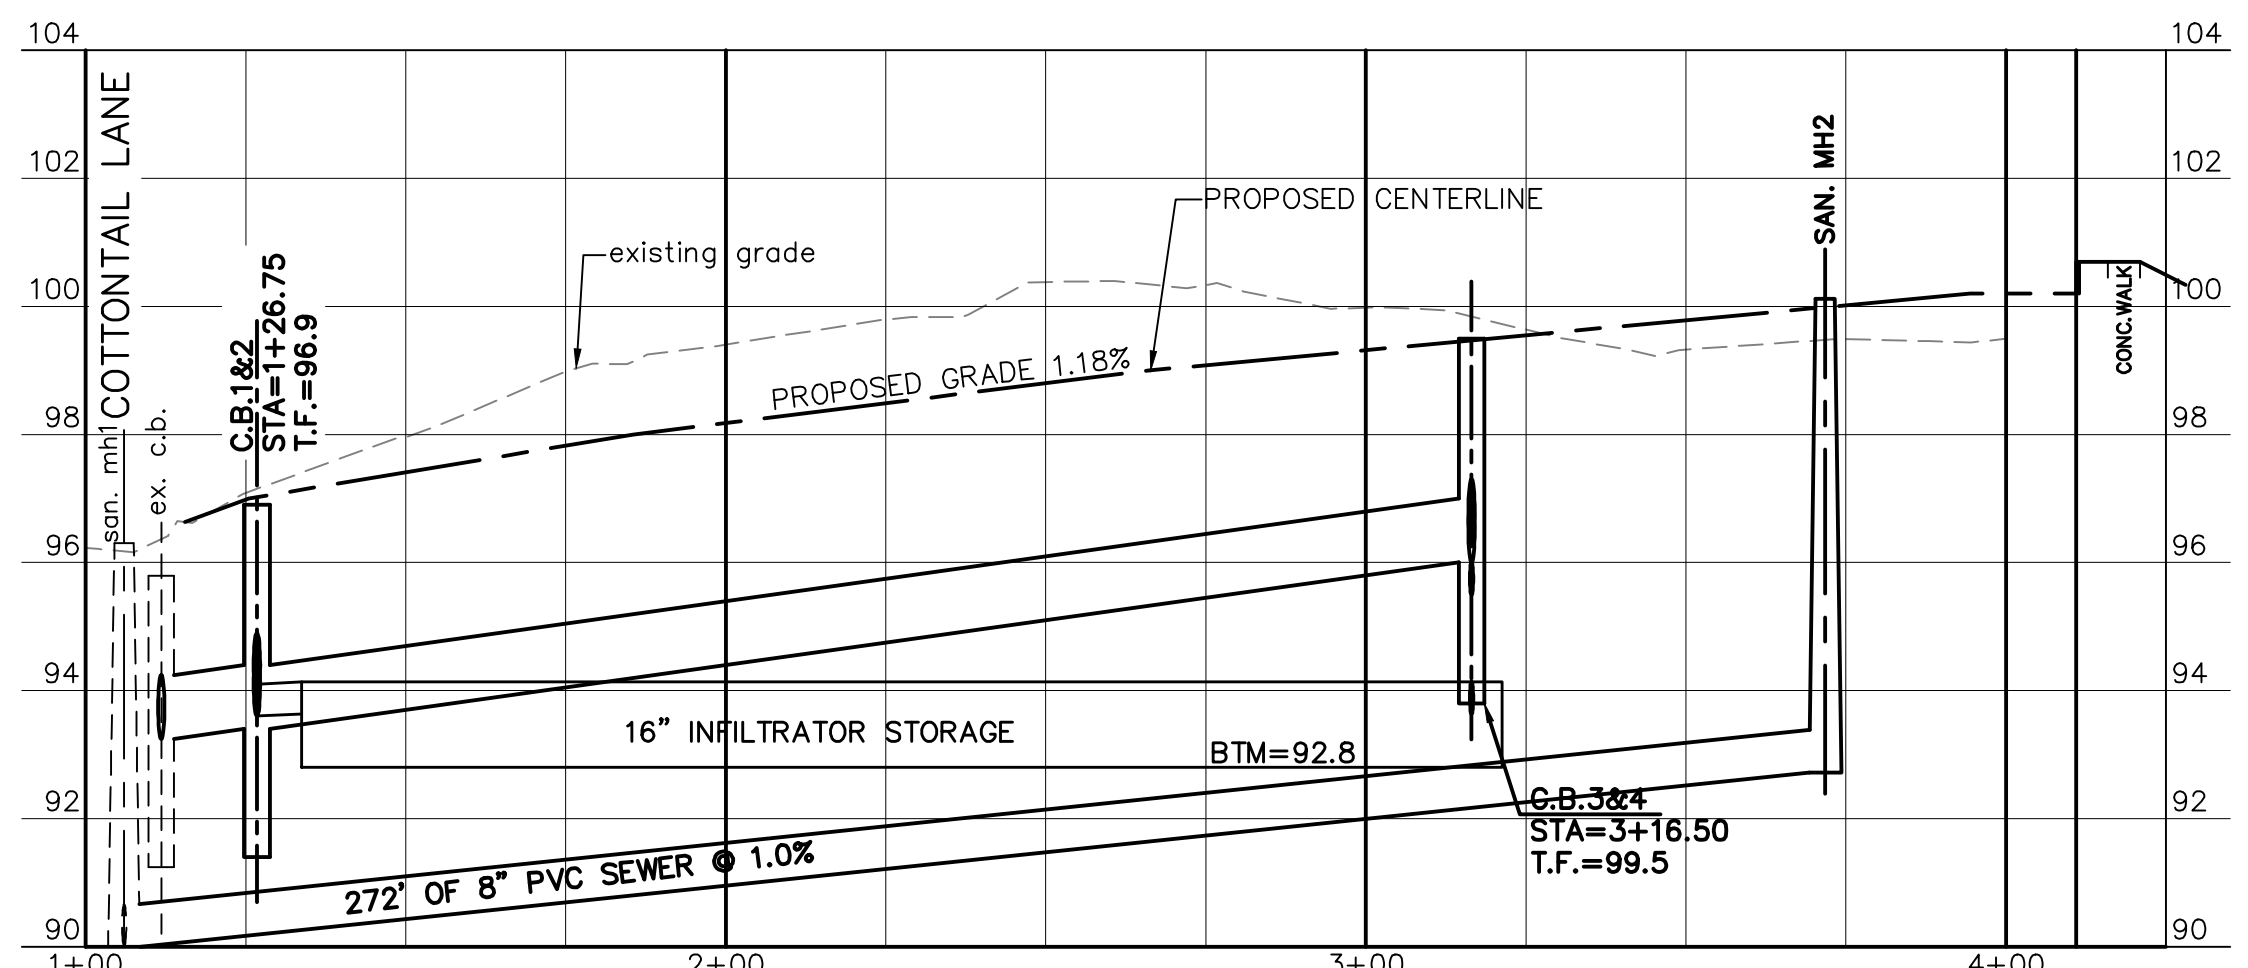 104
104
102
102
100
100
98
98
96
96
94
94
92
92
90
90
COTTONTAIL LANE
san. mh1
ex. c.b.
C.B.1&2
STA=1+26.75
T.F.=96.9
existing grade
PROPOSED CENTERLINE
PROPOSED GRADE 1.18%
SAN. MH2
CONC.WALK
16” INFILTRATOR STORAGE
BTM=92.8
C.B.3&4
STA=3+16.50
T.F.=99.5
272' OF 8” PVC SEWER @ 1.0%
1+00
2+00
3+00
4+00